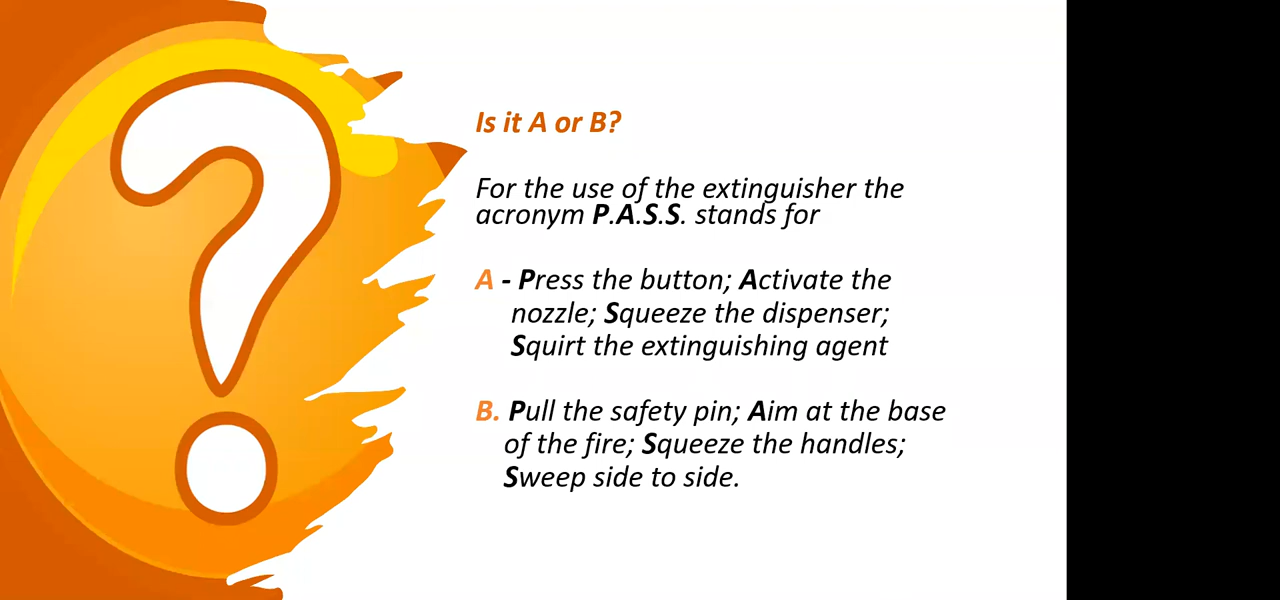 Is it A or B?
For the use of the extinguisher the
acronym P.A.S.S. stands for
A - Press the button; Activate the
nozzle; Squeeze the dispenser;
Squirt the extinguishing agent
B. Pull the safety pin; Aim at the base
of the fire; Squeeze the handles;
Sweep side to side.